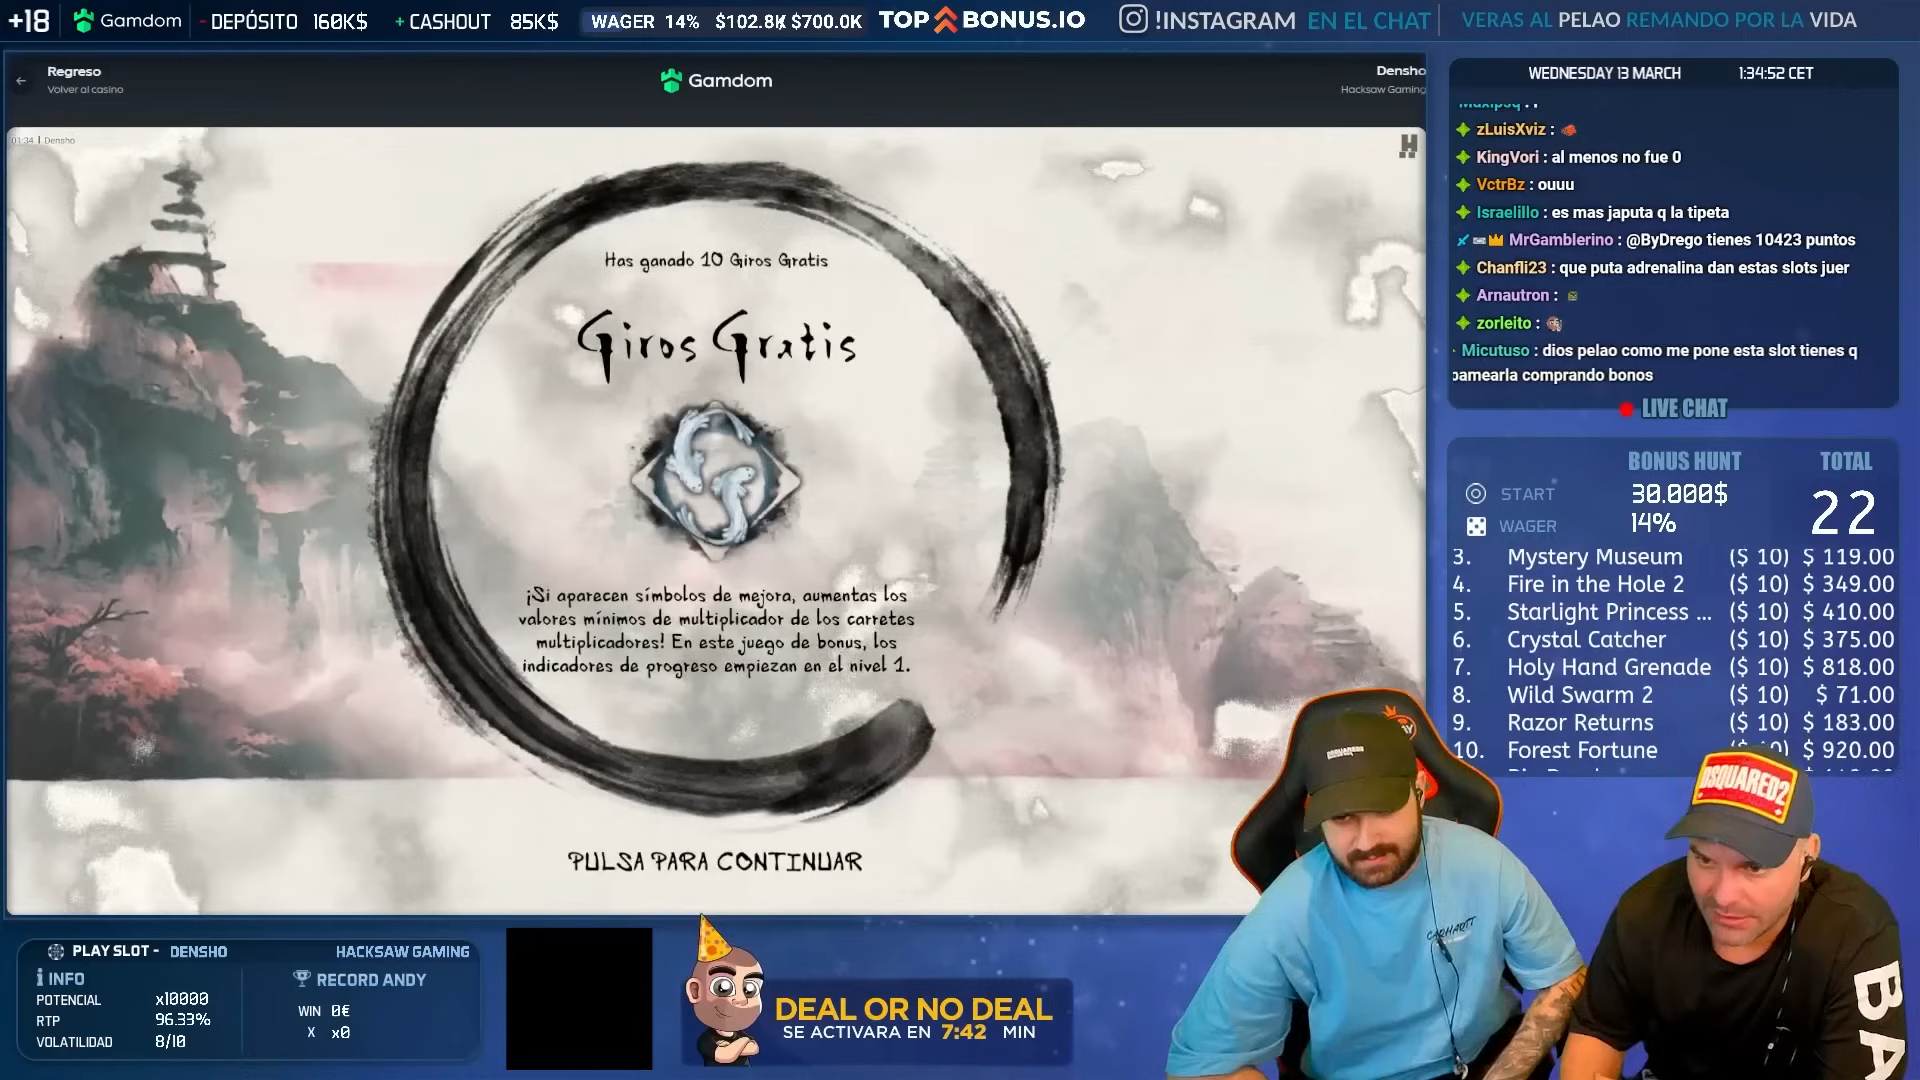 +18
Gamdom
- DEPÓSITO 160K$
+ CASHOUT 85K$
WAGER 14% $102.8K $700.0K
TOP BONUS.IO
!INSTAGRAM EN EL CHAT
VERAS AL PELAO REMANDO POR LA VIDA
← Regreso
Volver al casino
Gamdom
Densho
Hacksaw Gaming
01:34 | Densho
Has ganado 10 Giros Gratis
Giros Gratis
¡Si aparecen símbolos de mejora, aumentas los
valores mínimos de multiplicador de los carretes
multiplicadores! En este juego de bonus, los
indicadores de progreso empiezan en el nivel 1.
PULSA PARA CONTINUAR
WEDNESDAY 13 MARCH 1:34:52 CET
zLuisXviz :
KingVori : al menos no fue 0
VctrBz : ouuu
Israelillo : es mas japuta q la tipeta
MrGamblerino : @ByDrego tienes 10423 puntos
Chanfli23 : que puta adrenalina dan estas slots juer
Arnautron :
zorleito :
Micutuso : dios pelao como me pone esta slot tienes q
pamearla comprando bonos
LIVE CHAT
BONUS HUNT TOTAL
START 30.000$ 22
WAGER 14%
3. Mystery Museum ($ 10) $ 119.00
4. Fire in the Hole 2 ($ 10) $ 349.00
5. Starlight Princess ... ($ 10) $ 410.00
6. Crystal Catcher ($ 10) $ 375.00
7. Holy Hand Grenade ($ 10) $ 818.00
8. Wild Swarm 2 ($ 10) $ 71.00
9. Razor Returns ($ 10) $ 183.00
10. Forest Fortune ($ 10) $ 920.00
DSQUARED2
CARHARTT
BA
PLAY SLOT - DENSHO HACKSAW GAMING
INFO
POTENCIAL x10000
RTP 96.33%
VOLATILIDAD 8/10
RECORD ANDY
WIN 0€
X x0
DEAL OR NO DEAL
SE ACTIVARA EN 7:42 MIN